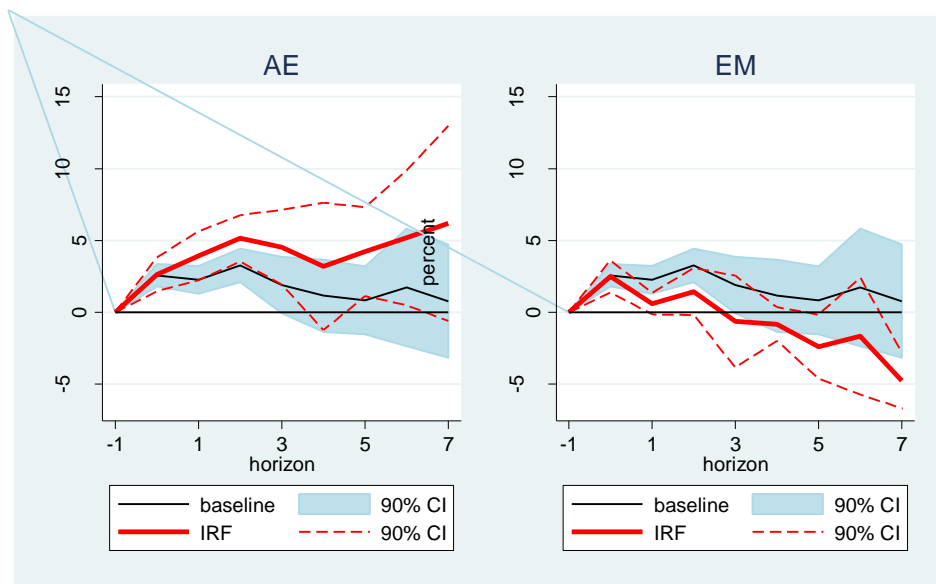 AE
15
10
5
0
-5
-1 1 3 5 7
horizon
baseline 90% CI
IRF 90% CI
percent
EM
15
10
5
0
-5
-1 1 3 5 7
horizon
baseline 90% CI
IRF 90% CI